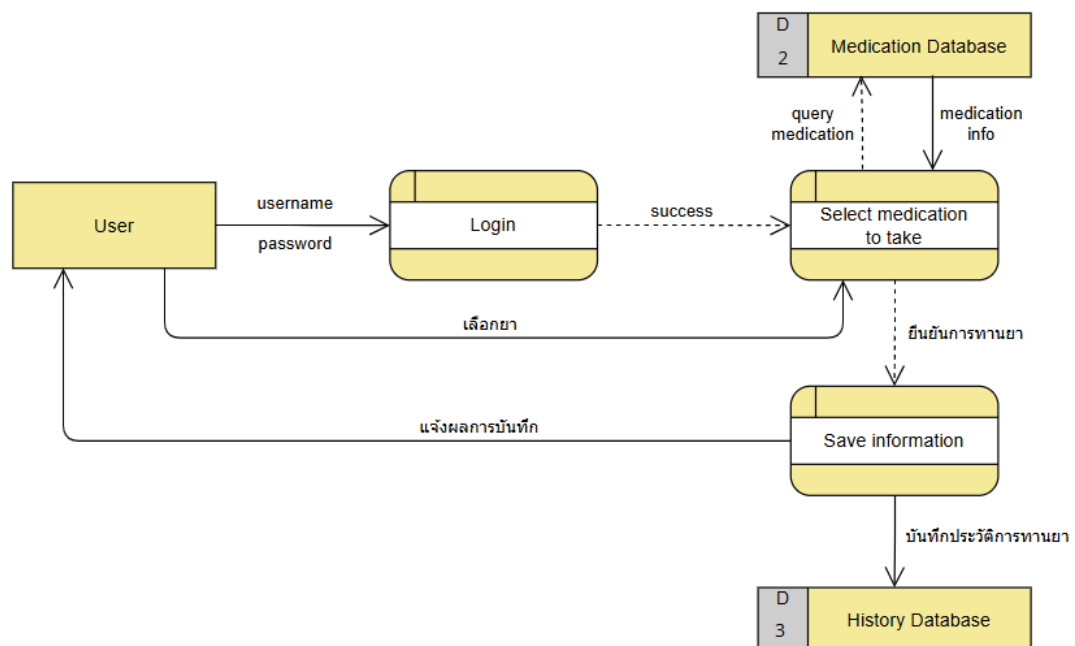 D
2
Medication Database
query
medication
medication
info
User
username
password
Login
success
Select medication
to take
เลือกยา
ยืนยันการทานยา
แจ้งผลการบันทึก
Save information
บันทึกประวัติการทานยา
D
3
History Database